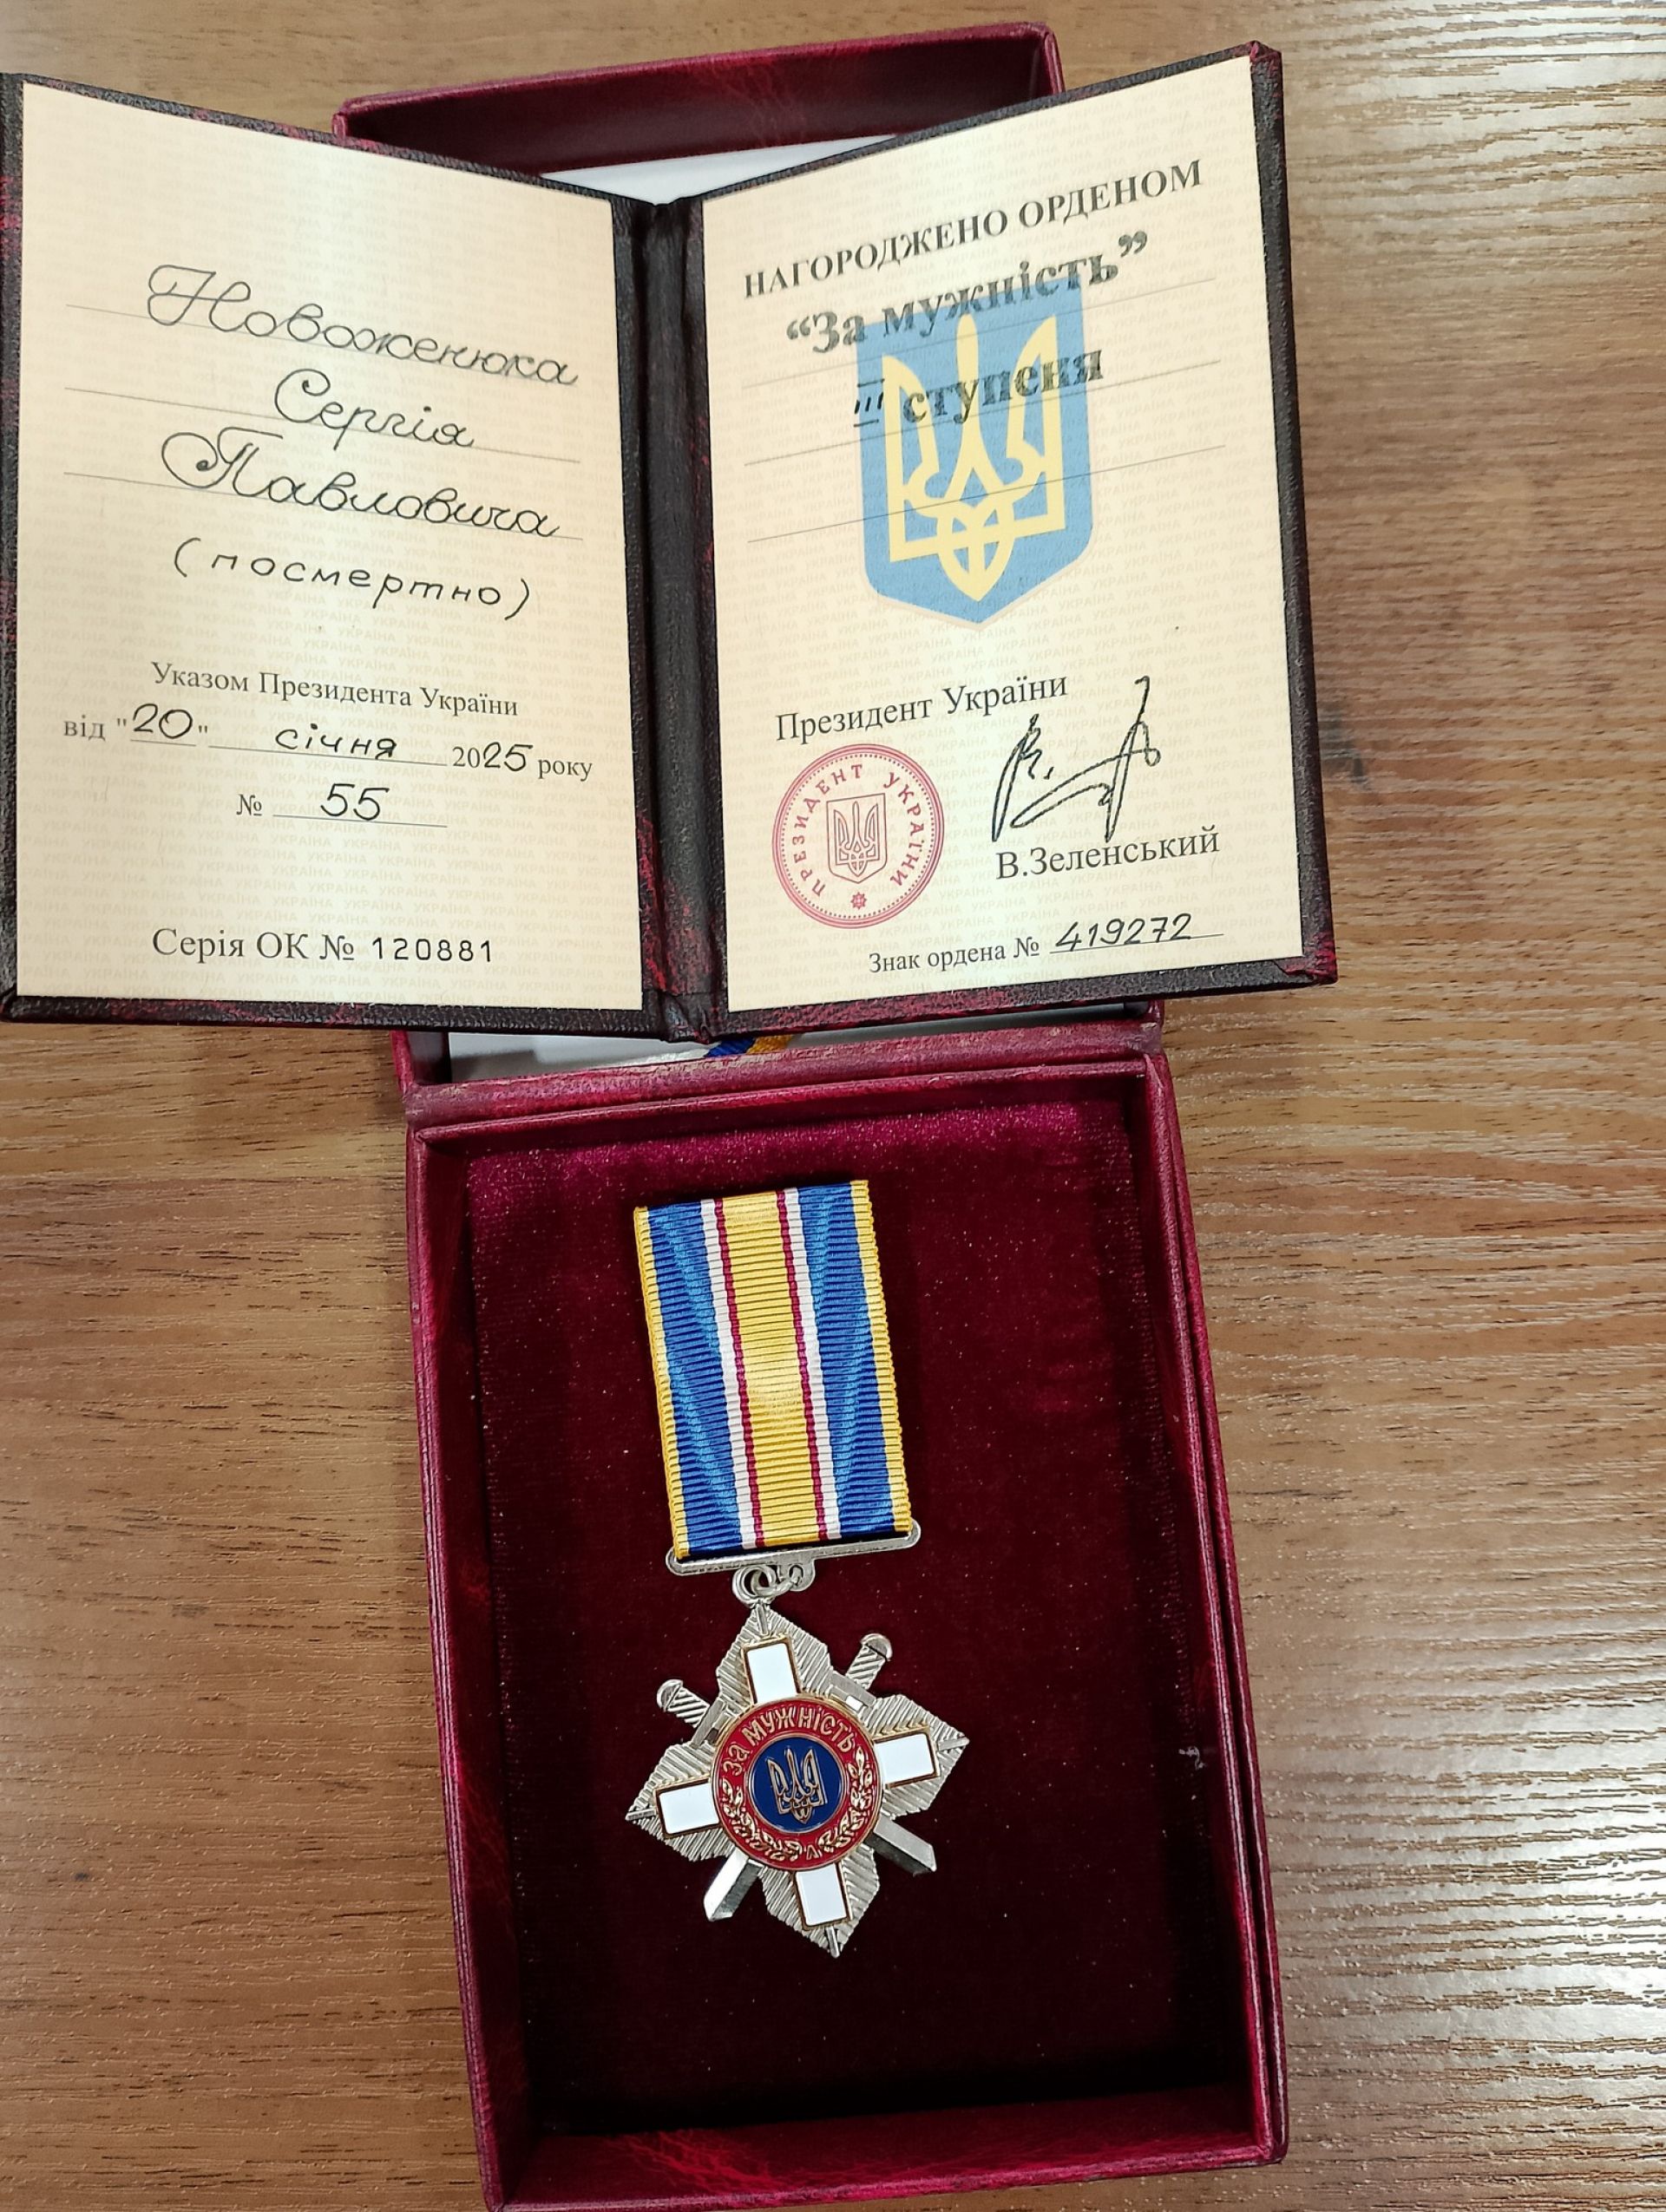 Новоженюка
Сергія
Павловича
(посмертно)
Указом Президента України
від "20" січня 2025 року
№ 55
Серія ОК № 120881
НАГОРОДЖЕНО ОРДЕНОМ
“За мужність”
III ступеня
Президент України
ПРЕЗИДЕНТ УКРАЇНИ
В.Зеленський
Знак ордена № 419272
ЗА МУЖНІСТЬ